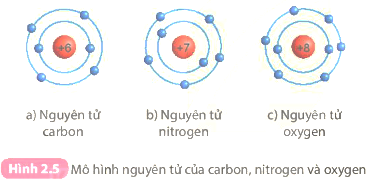 +6
+7
+8
a) Nguyên tử
carbon
b) Nguyên tử
nitrogen
c) Nguyên tử
oxygen
Hình 2.5 Mô hình nguyên tử của carbon, nitrogen và oxygen